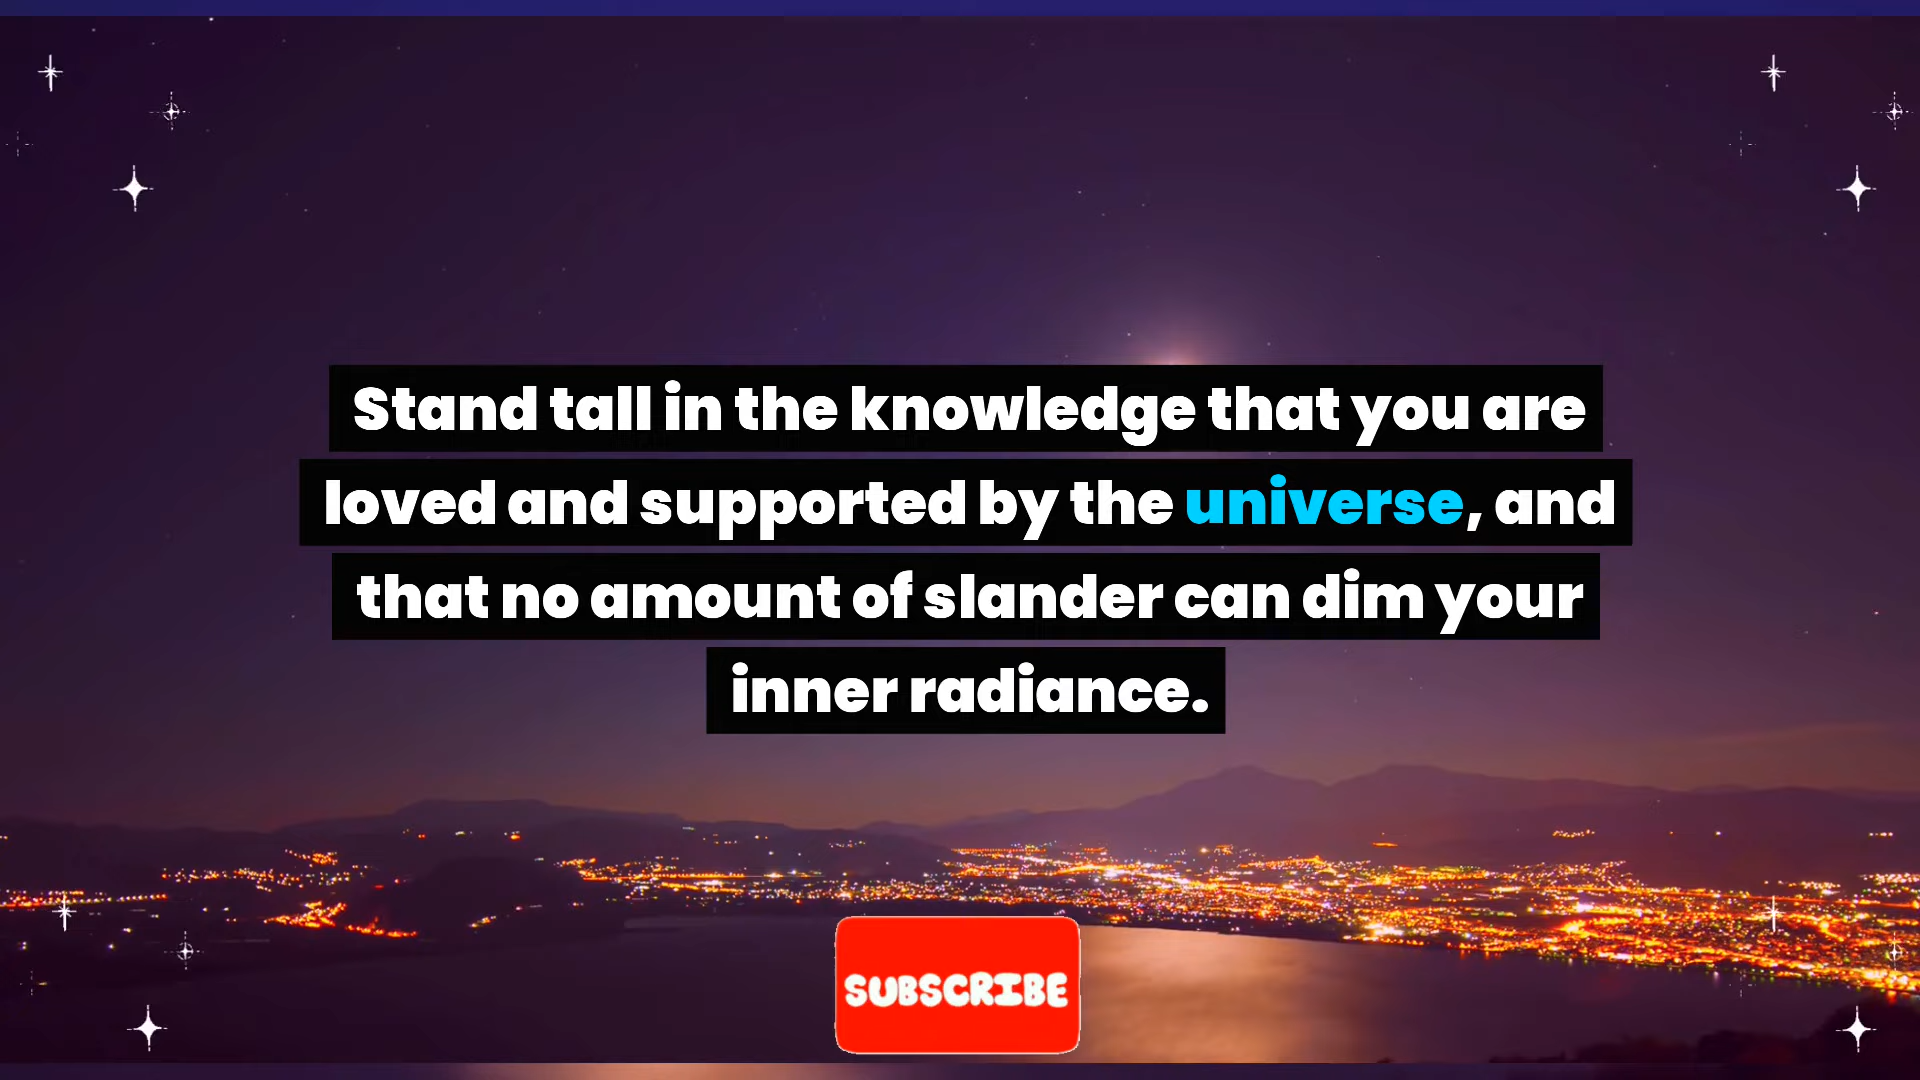 Stand tall in the knowledge that you are
loved and supported by the universe, and
that no amount of slander can dim your
inner radiance.
SUBSCRIBE